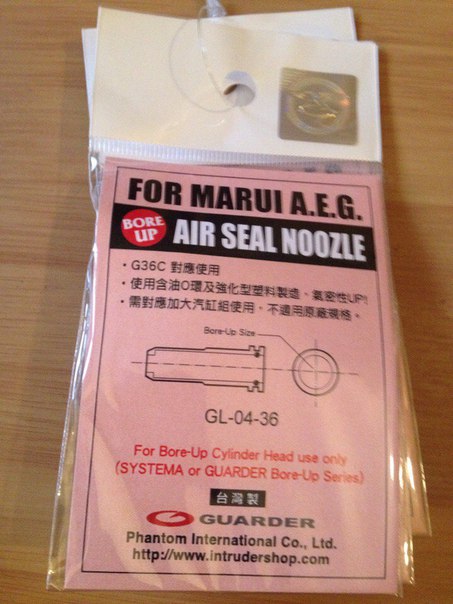 FOR MARUI A.E.G.
BORE UP AIR SEAL NOOZLE
・G36C 對應使用
・使用含油O環及強化型塑料製造，氣密性UP!!
・需對應加大汽缸組使用，不適用原廠規格。
Bore-Up Size
GL-04-36
For Bore-Up Cylinder Head use only
(SYSTEMA or GUARDER Bore-Up Series)
台灣製
GUARDER
Phantom International Co., Ltd.
http://www.intrudershop.com/